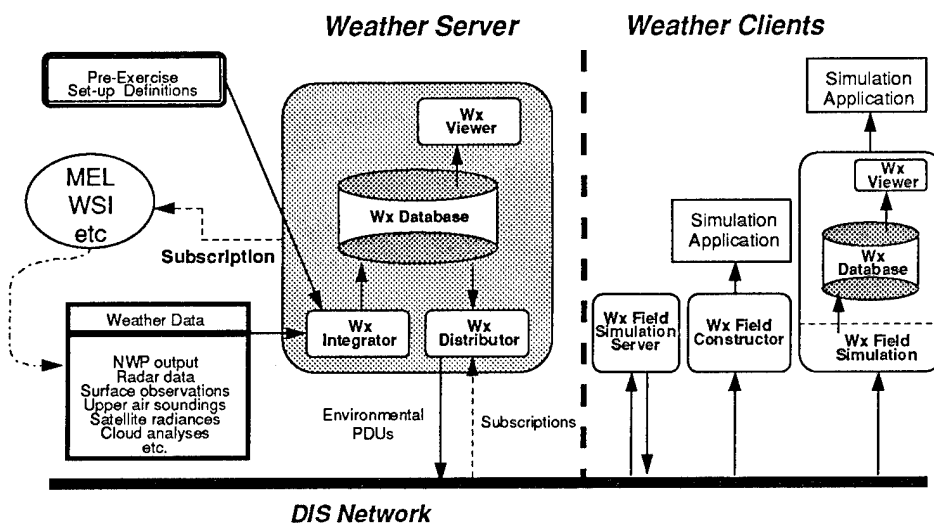 Weather Server
Weather Clients
Pre-Exercise
Set-up Definitions
MEL
WSI
etc
Subscription
Weather Data
NWP output
Radar data
Surface observations
Upper air soundings
Satellite radiances
Cloud analyses
etc.
Wx
Viewer
Wx Database
Wx
Integrator
Wx
Distributor
Environmental
PDUs
Subscriptions
Simulation
Application
Wx
Viewer
Wx
Database
Wx Field
Simulation
Simulation
Application
Wx Field
Constructor
Wx Field
Simulation
Server
DIS Network